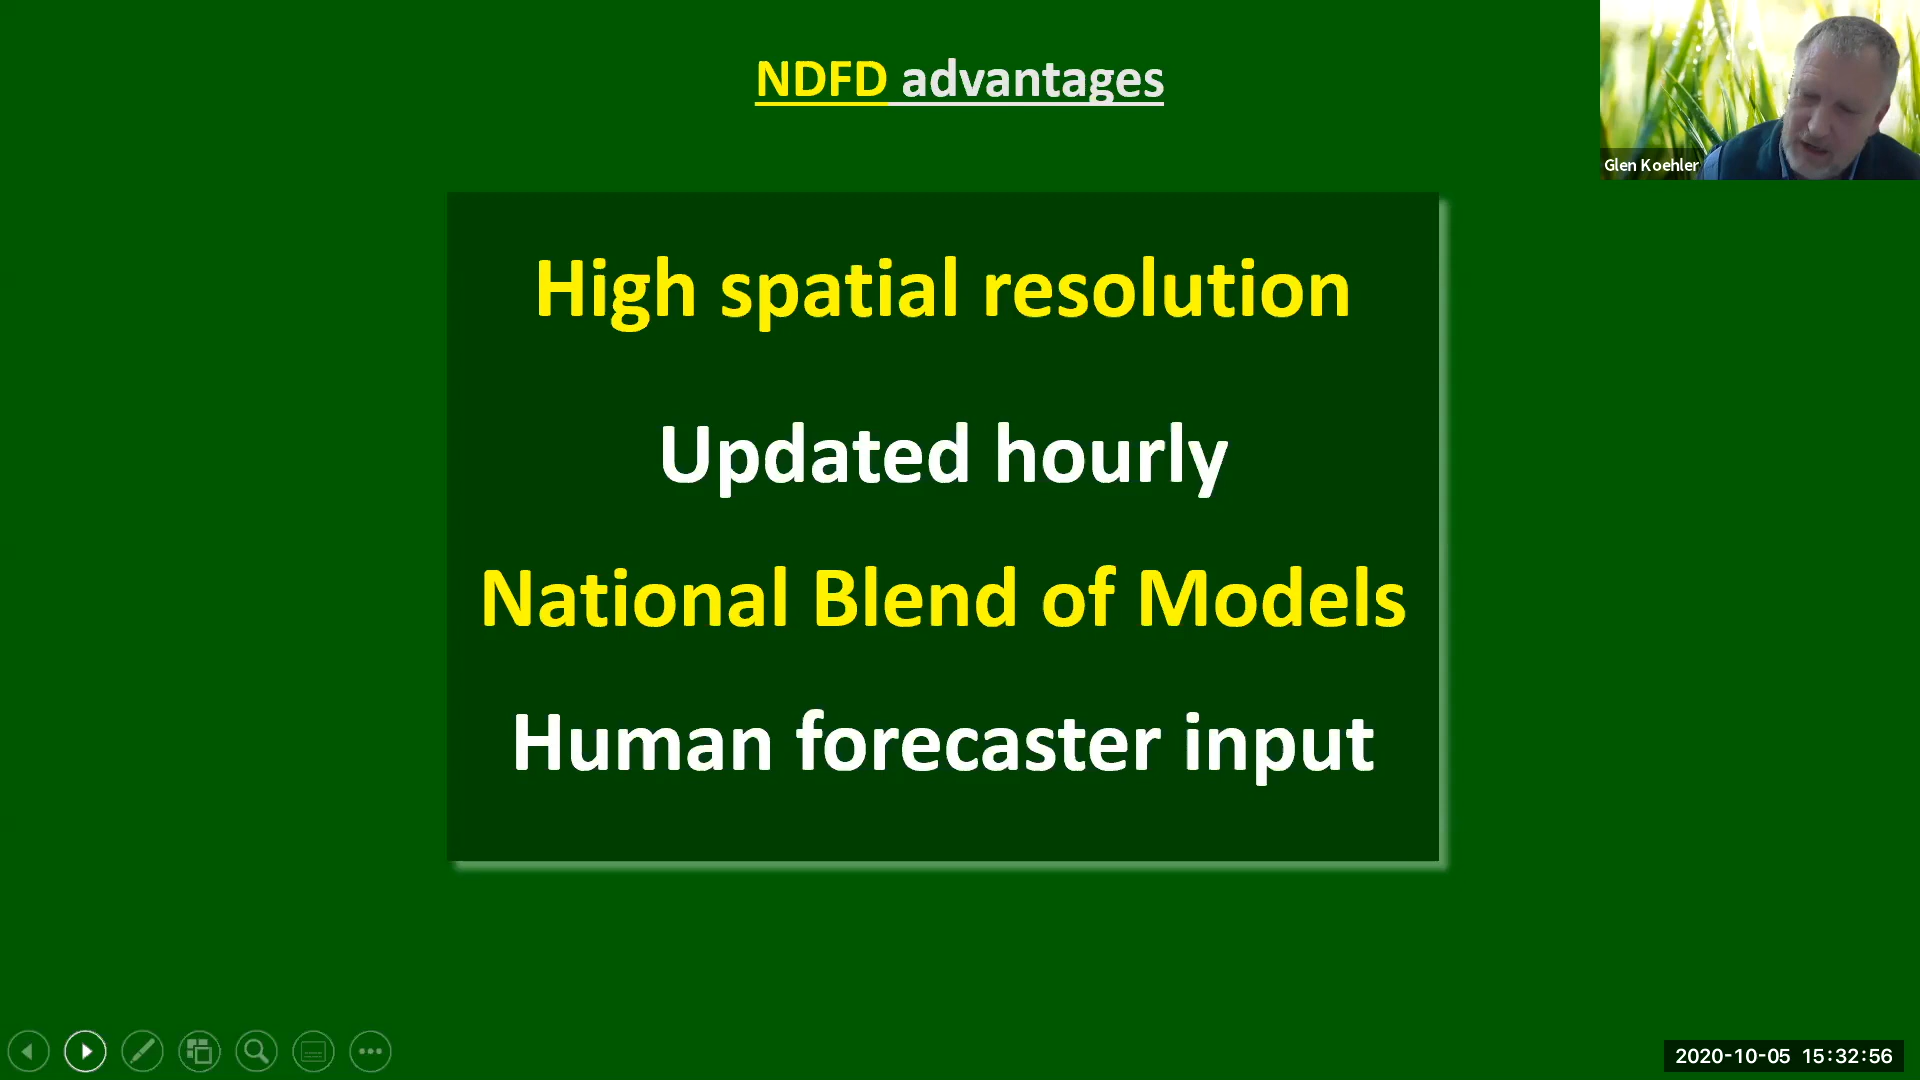 NDFD advantages
Glen Koehler
High spatial resolution
Updated hourly
National Blend of Models
Human forecaster input
2020-10-05 15:32:56